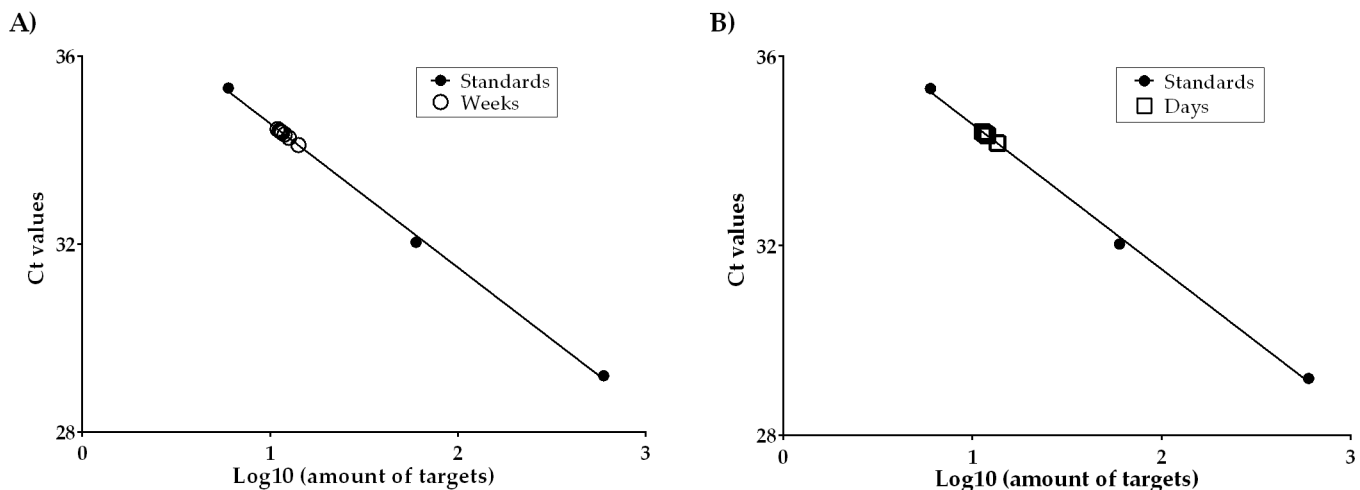 A)
36
32
28
Ct values
Standards
Weeks
0 1 2 3
Log10 (amount of targets)
B)
36
32
28
Ct values
Standards
Days
0 1 2 3
Log10 (amount of targets)